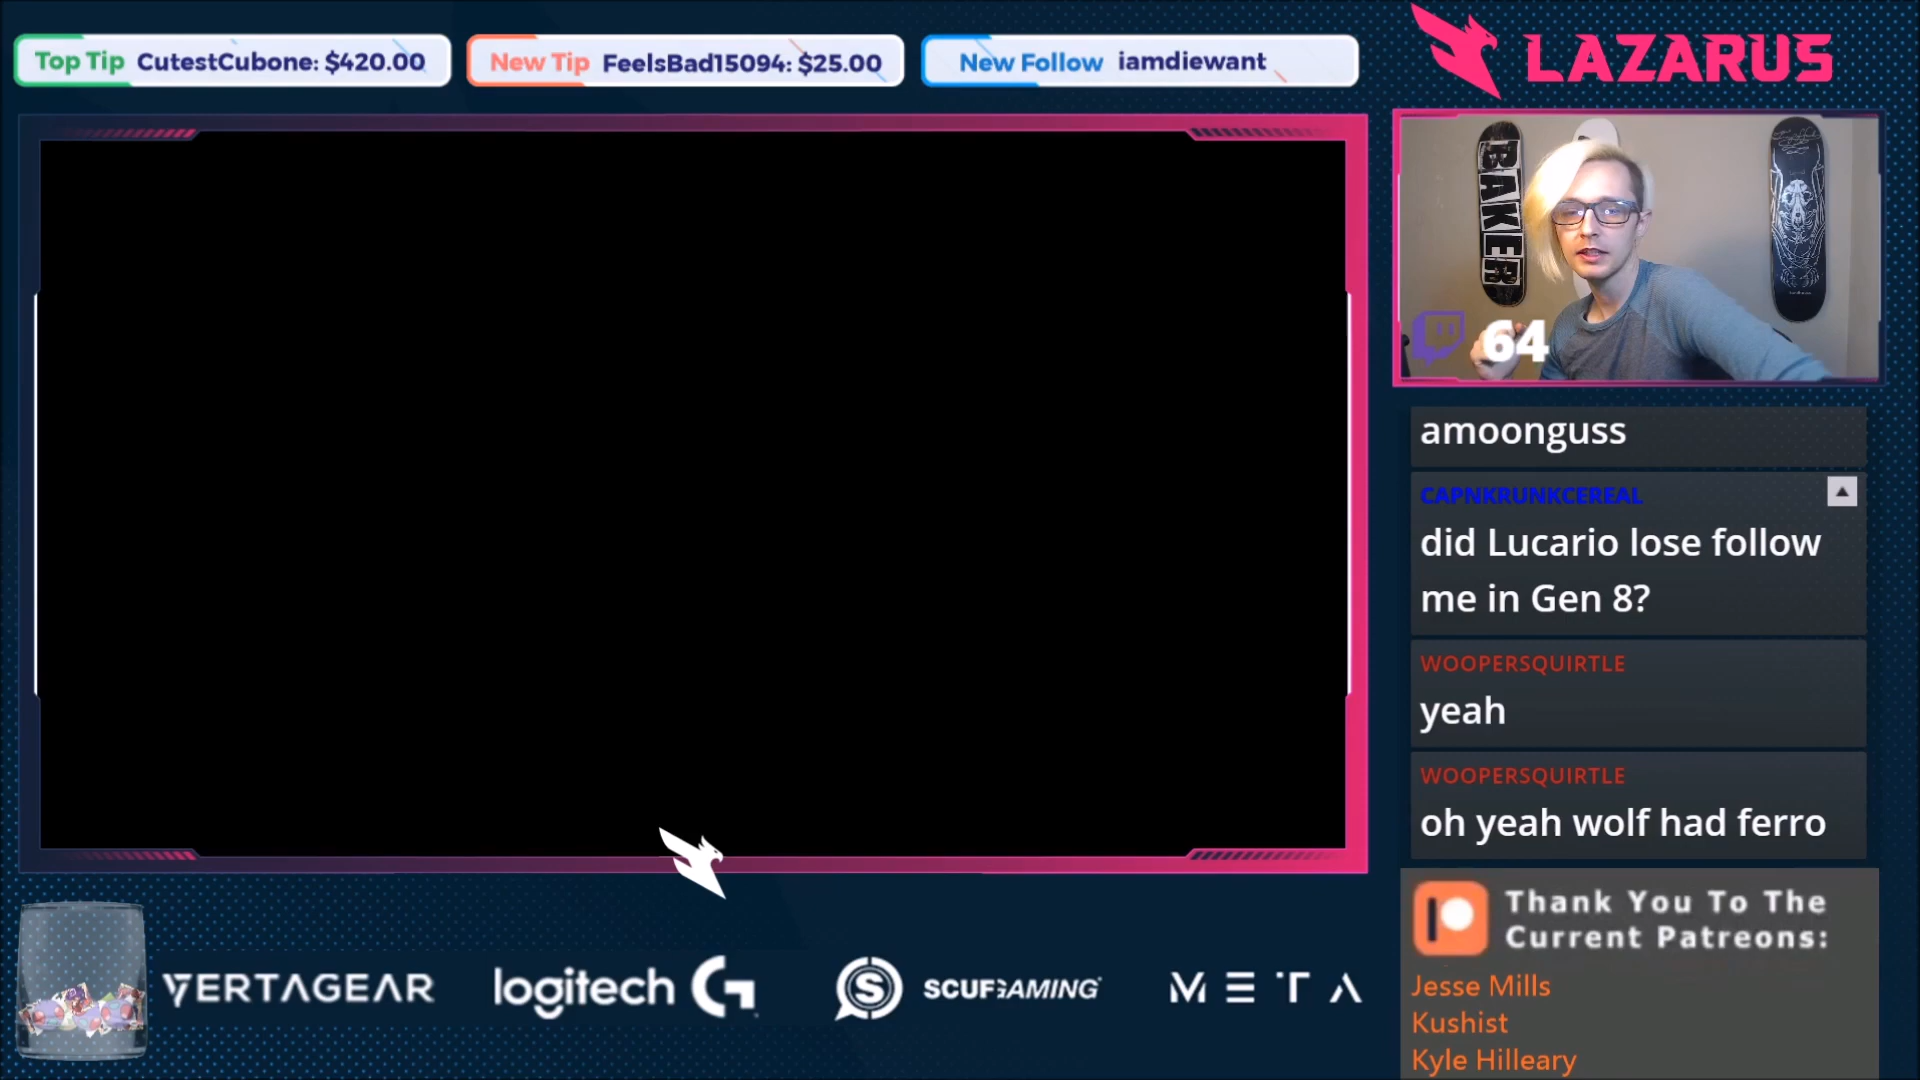 Top Tip CutestCubone: $420.00
New Tip FeelsBad15094: $25.00
New Follow iamdiewant
LAZARUS
BAKER
64
amoonguss
CAPNKRUNKCEREAL
did Lucario lose follow
me in Gen 8?
WOOPERSQUIRTLE
yeah
WOOPERSQUIRTLE
oh yeah wolf had ferro
Thank You To The
Current Patreons:
Jesse Mills
Kushist
Kyle Hilleary
VERTAGEAR
logitech G
SCUF GAMING
META